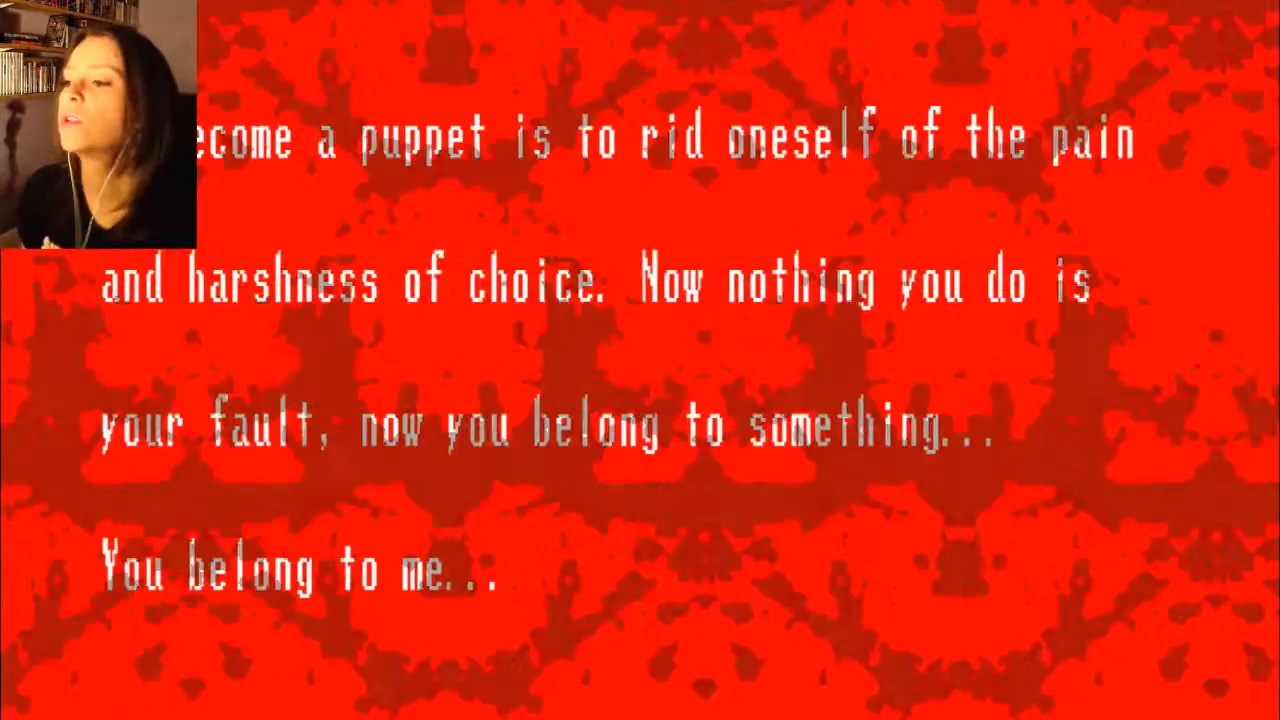 ecome a puppet is to rid oneself of the pain
and harshness of choice. Now nothing you do is
your fault, now you belong to something...
You belong to me...